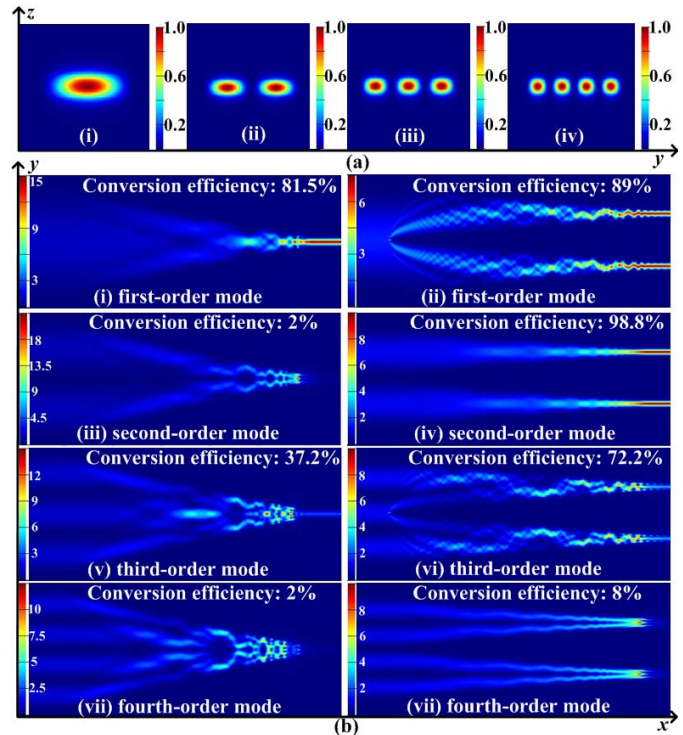 z
1.0
0.6
0.2
(i)
1.0
0.6
0.2
(ii)
1.0
0.6
0.2
(iii)
1.0
0.6
0.2
(iv)
(a)
y
y
15
9
3
Conversion efficiency: 81.5%
(i) first-order mode
6
4
2
Conversion efficiency: 89%
(ii) first-order mode
18
13.5
9
4.5
Conversion efficiency: 2%
(iii) second-order mode
8
6
4
2
Conversion efficiency: 98.8%
(iv) second-order mode
12
9
6
3
Conversion efficiency: 37.2%
(v) third-order mode
8
6
4
2
Conversion efficiency: 72.2%
(vi) third-order mode
10
7.5
5
2.5
Conversion efficiency: 2%
(vii) fourth-order mode
8
6
4
2
Conversion efficiency: 8%
(vii) fourth-order mode
(b)
x